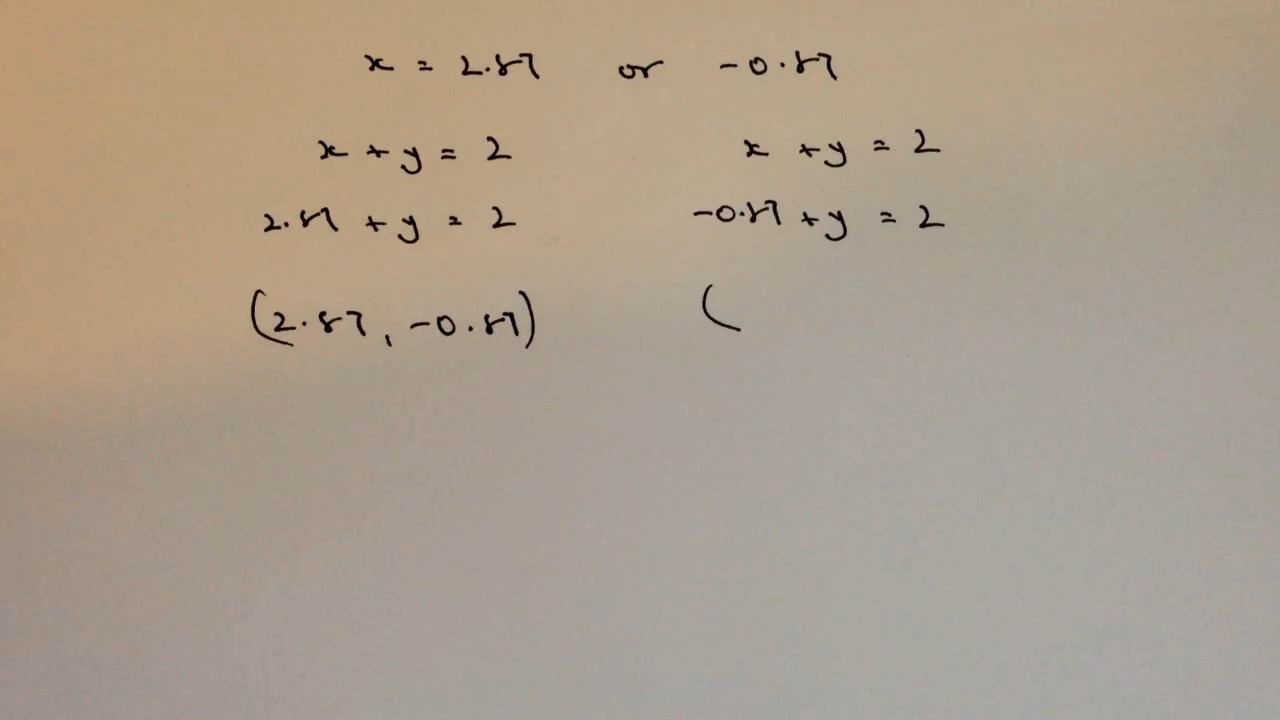 x = 2.87 or -0.87
x + y = 2 x + y = 2
2.87 + y = 2 -0.87 + y = 2
(2.87, -0.87) (